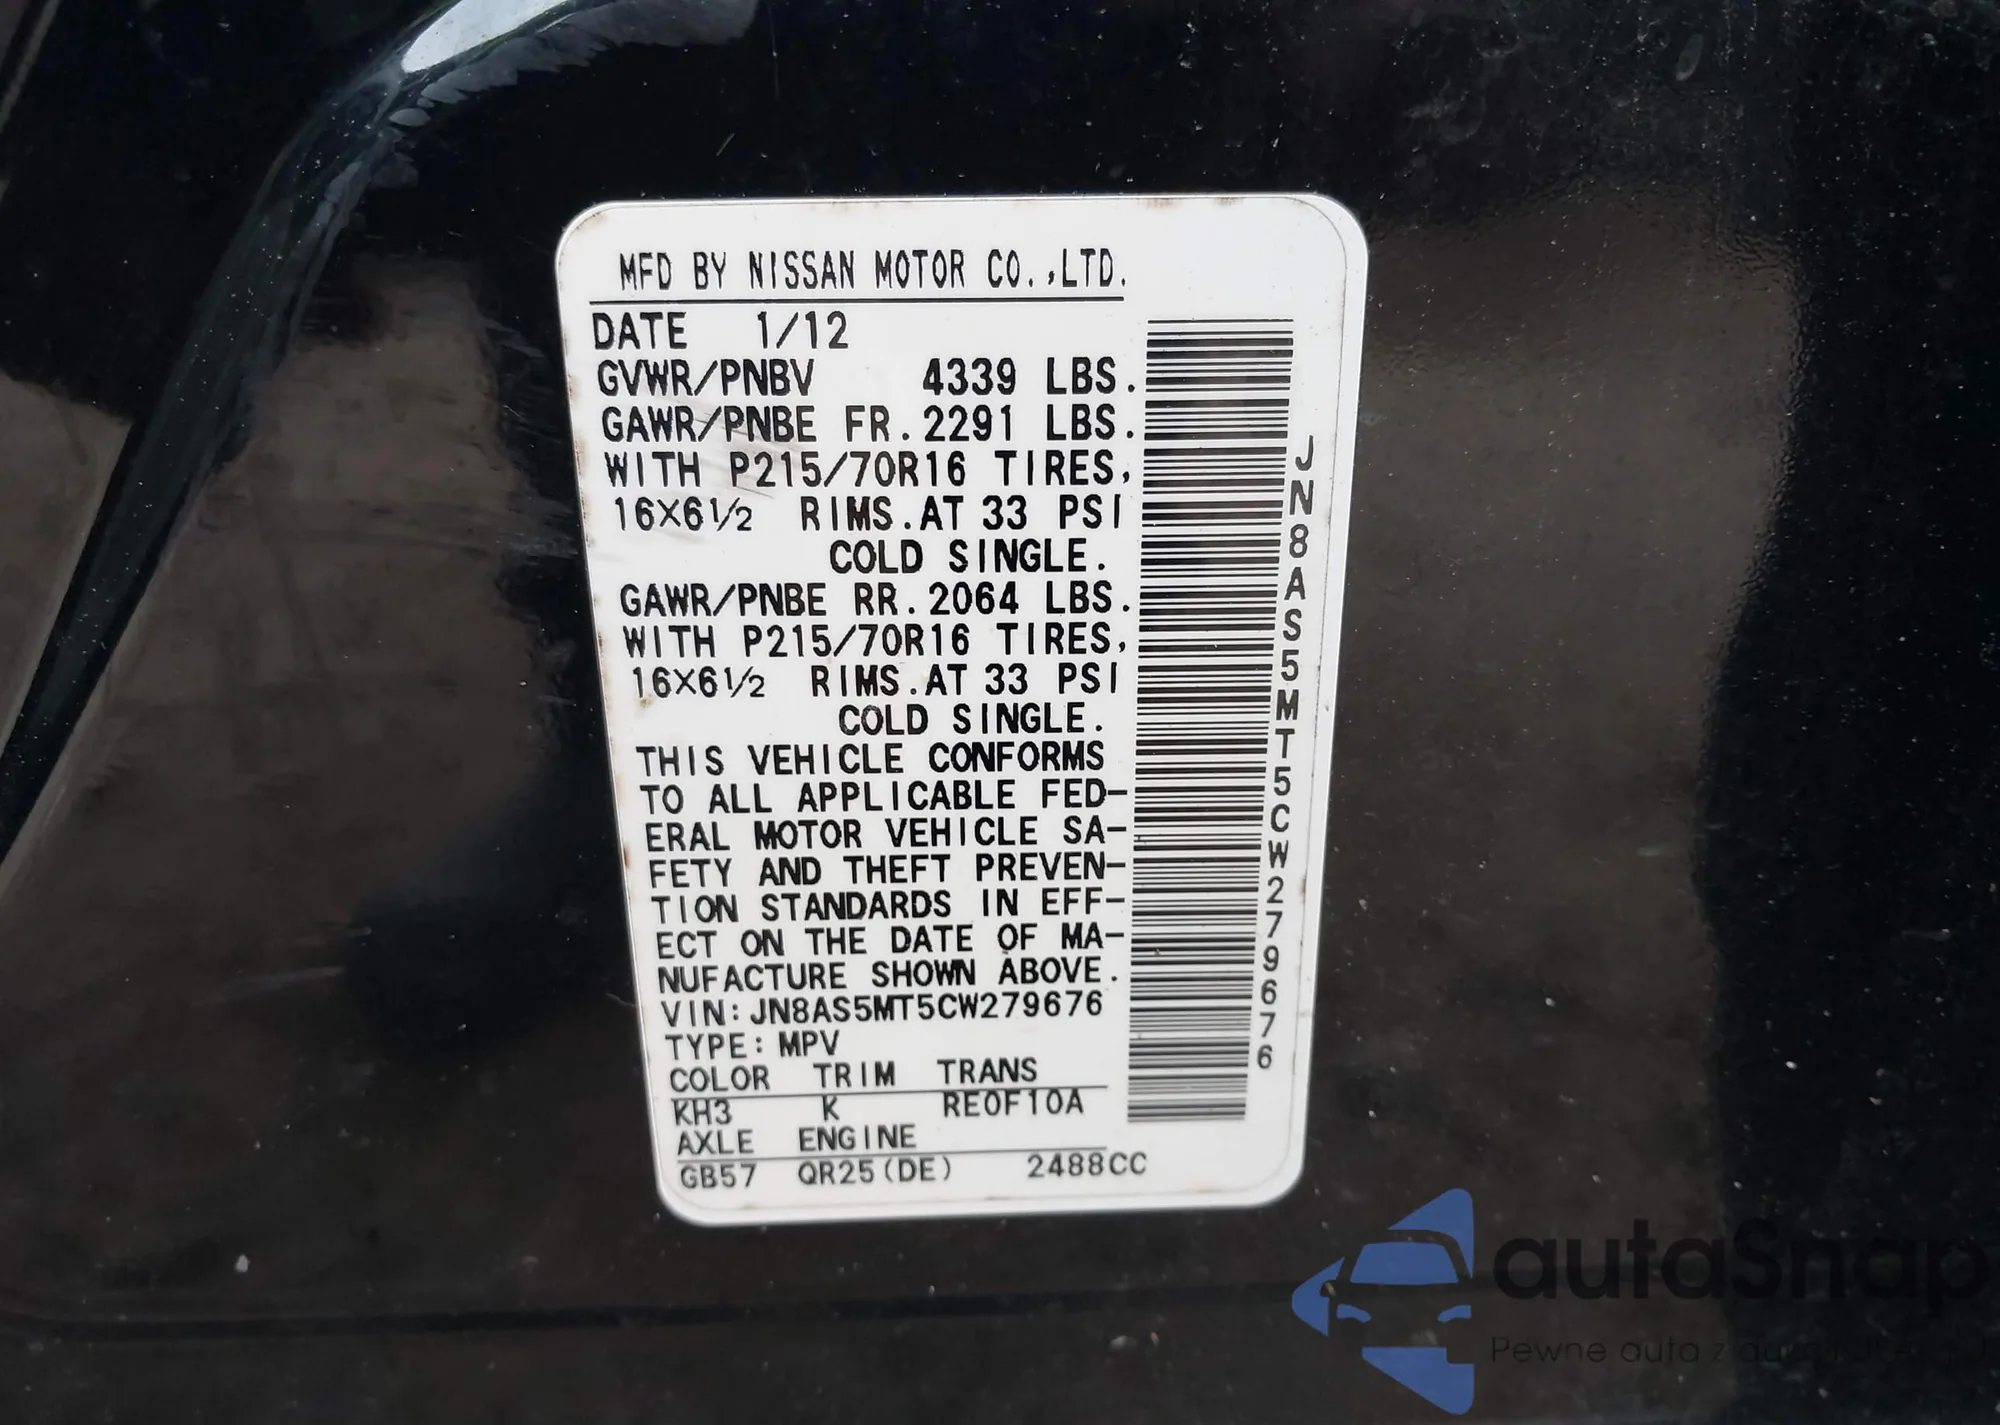 MFD BY NISSAN MOTOR CO.,LTD.
DATE 1/12
GVWR/PNBV 4339 LBS.
GAWR/PNBE FR.2291 LBS.
WITH P215/70R16 TIRES,
16X6½ RIMS.AT 33 PSI
COLD SINGLE.
GAWR/PNBE RR.2064 LBS.
WITH P215/70R16 TIRES,
16X6½ RIMS.AT 33 PSI
COLD SINGLE.
THIS VEHICLE CONFORMS
TO ALL APPLICABLE FED-
ERAL MOTOR VEHICLE SA-
FETY AND THEFT PREVEN-
TION STANDARDS IN EFF-
ECT ON THE DATE OF MA-
NUFACTURE SHOWN ABOVE.
VIN:JN8AS5MT5CW279676
TYPE:MPV
COLOR TRIM TRANS
KH3 K RE0F10A
AXLE ENGINE
GB57 QR25(DE) 2488CC
JN8AS5MT5CW279676
autaSnap
Pewne auta z